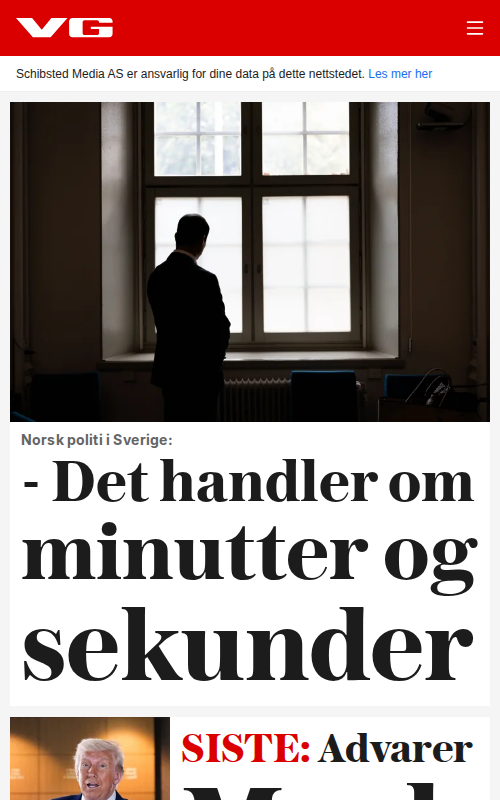 VG
Schibsted Media AS er ansvarlig for dine data på dette nettstedet. Les mer her
Norsk politi i Sverige:
- Det handler om
minutter og
sekunder
SISTE: Advarer